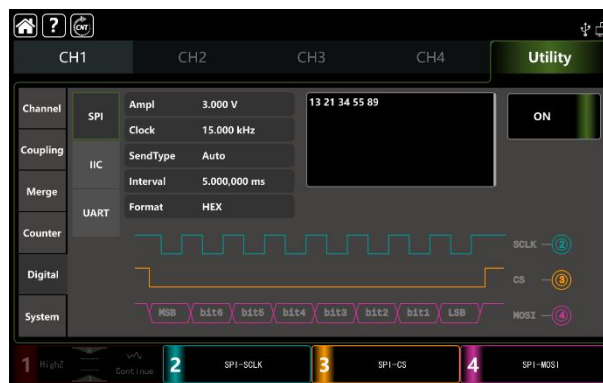 ? CNT
CH1 CH2 CH3 CH4 Utility
Channel
Coupling
Merge
Counter
Digital
System
SPI
IIC
UART
Ampl 3.000 V
Clock 15.000 kHz
SendType Auto
Interval 5.000,000 ms
Format HEX
13 21 34 55 89
ON
SCLK 2
CS 3
MSB bit6 bit5 bit4 bit3 bit2 bit1 LSB MOSI 4
1 HighZ Continue 2 SPI-SCLK 3 SPI-CS 4 SPI-MOSI